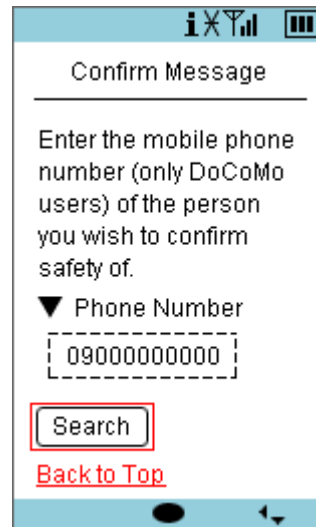 Confirm Message
Enter the mobile phone
number (only DoCoMo
users) of the person
you wish to confirm
safety of.
▼ Phone Number
09000000000
Search
Back to Top